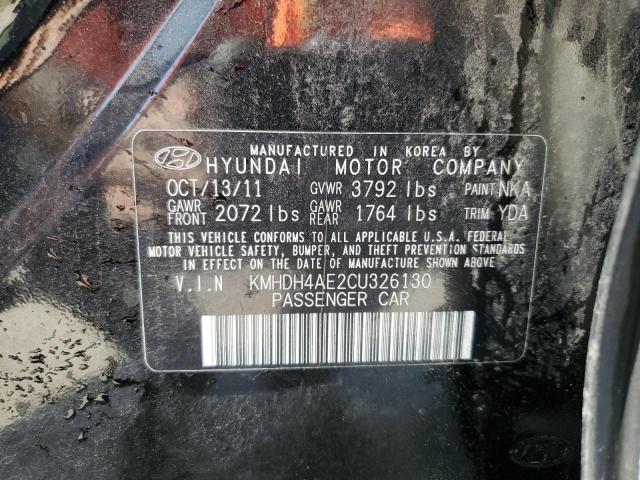 MANUFACTURED IN KOREA BY
HYUNDAI MOTOR COMPANY
OCT/13/11 GVWR 3792 lbs PAINT NKA
GAWR FRONT 2072 lbs GAWR REAR 1764 lbs TRIM YDA
THIS VEHICLE CONFORMS TO ALL APPLICABLE U.S.A. FEDERAL
MOTOR VEHICLE SAFETY, BUMPER, AND THEFT PREVENTION STANDARDS
IN EFFECT ON THE DATE OF MANUFACTURE SHOWN ABOVE.
V.I.N KMHDH4AE2CU326130
PASSENGER CAR